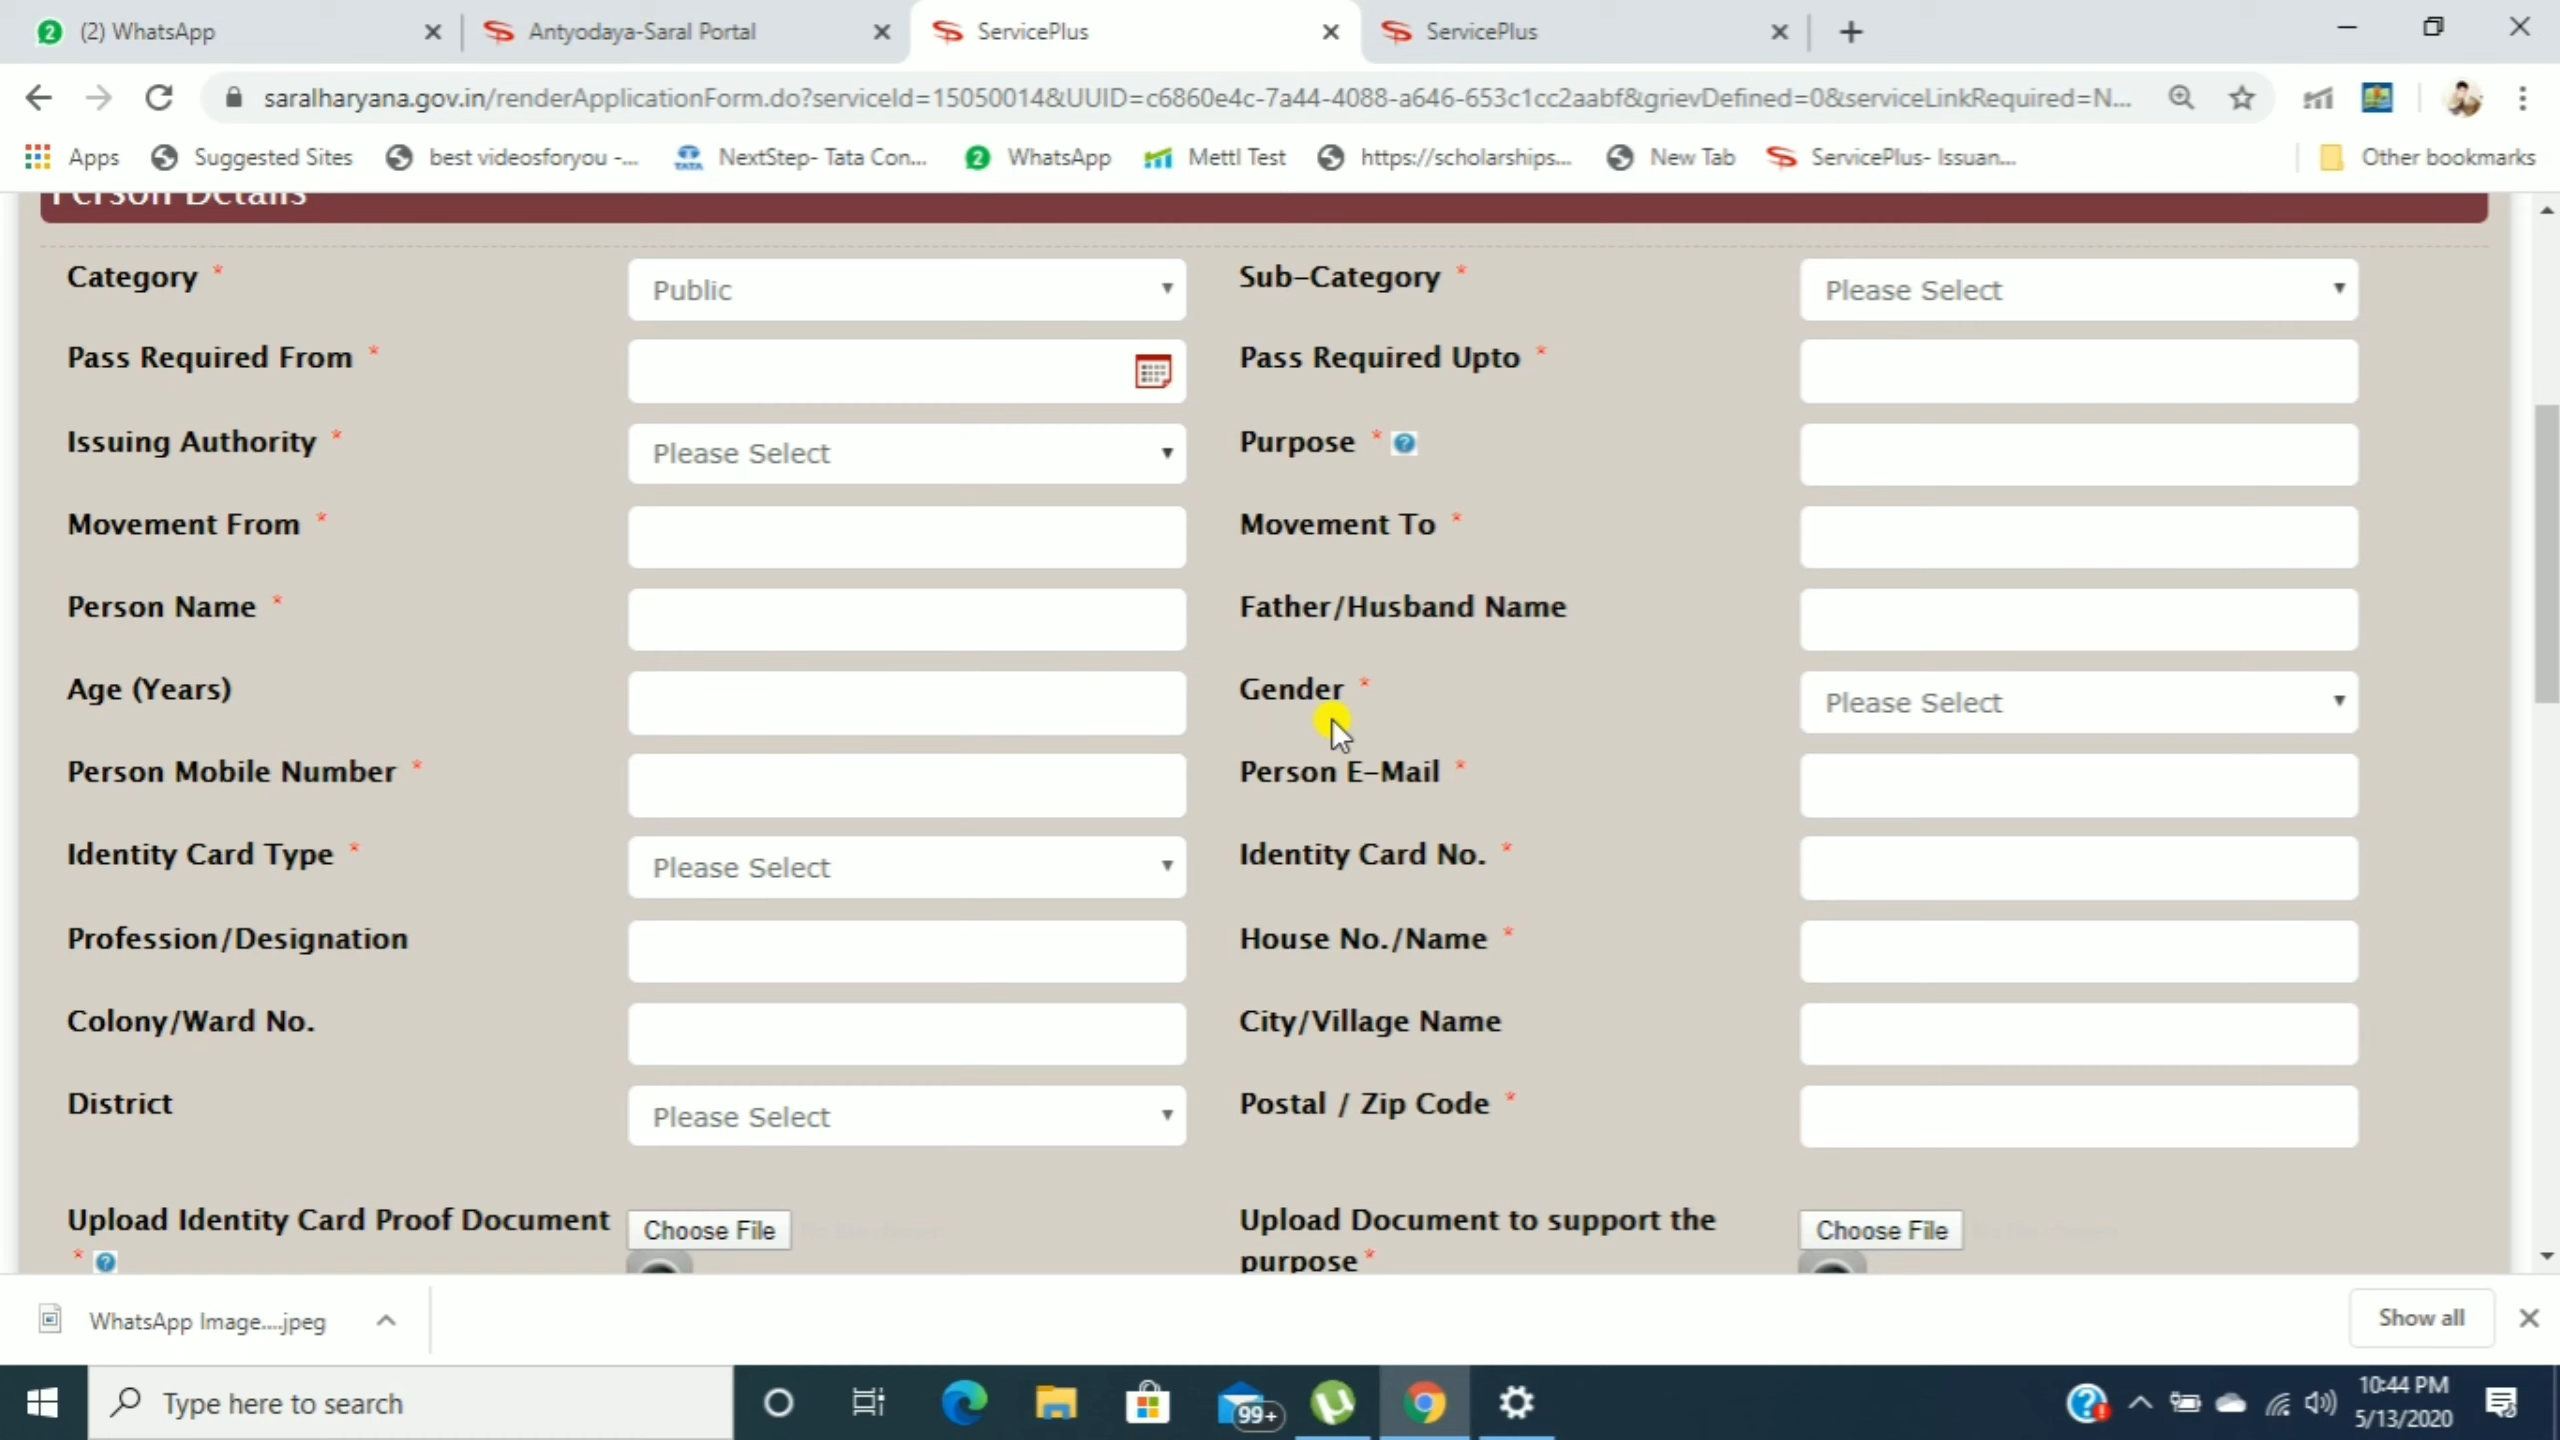 (2) WhatsApp
Antyodaya-Saral Portal
ServicePlus
ServicePlus
saralharyana.gov.in/renderApplicationForm.do?serviceId=15050014&UUID=c6860e4c-7a44-4088-a646-653c1cc2aabf&grievDefined=0&serviceLinkRequired=N...
Apps Suggested Sites best videosforyou -... NextStep- Tata Con... WhatsApp Mettl Test https://scholarships... New Tab ServicePlus- Issuan... Other bookmarks
Person Details
Category * Public Sub-Category * Please Select
Pass Required From * Pass Required Upto *
Issuing Authority * Please Select Purpose *
Movement From * Movement To *
Person Name * Father/Husband Name
Age (Years) Gender * Please Select
Person Mobile Number * Person E-Mail *
Identity Card Type * Please Select Identity Card No. *
Profession/Designation House No./Name *
Colony/Ward No. City/Village Name
District Please Select Postal / Zip Code *
Upload Identity Card Proof Document Choose File Upload Document to support the Choose File
* purpose *
WhatsApp Image....jpeg Show all
Type here to search 99+ 10:44 PM
5/13/2020